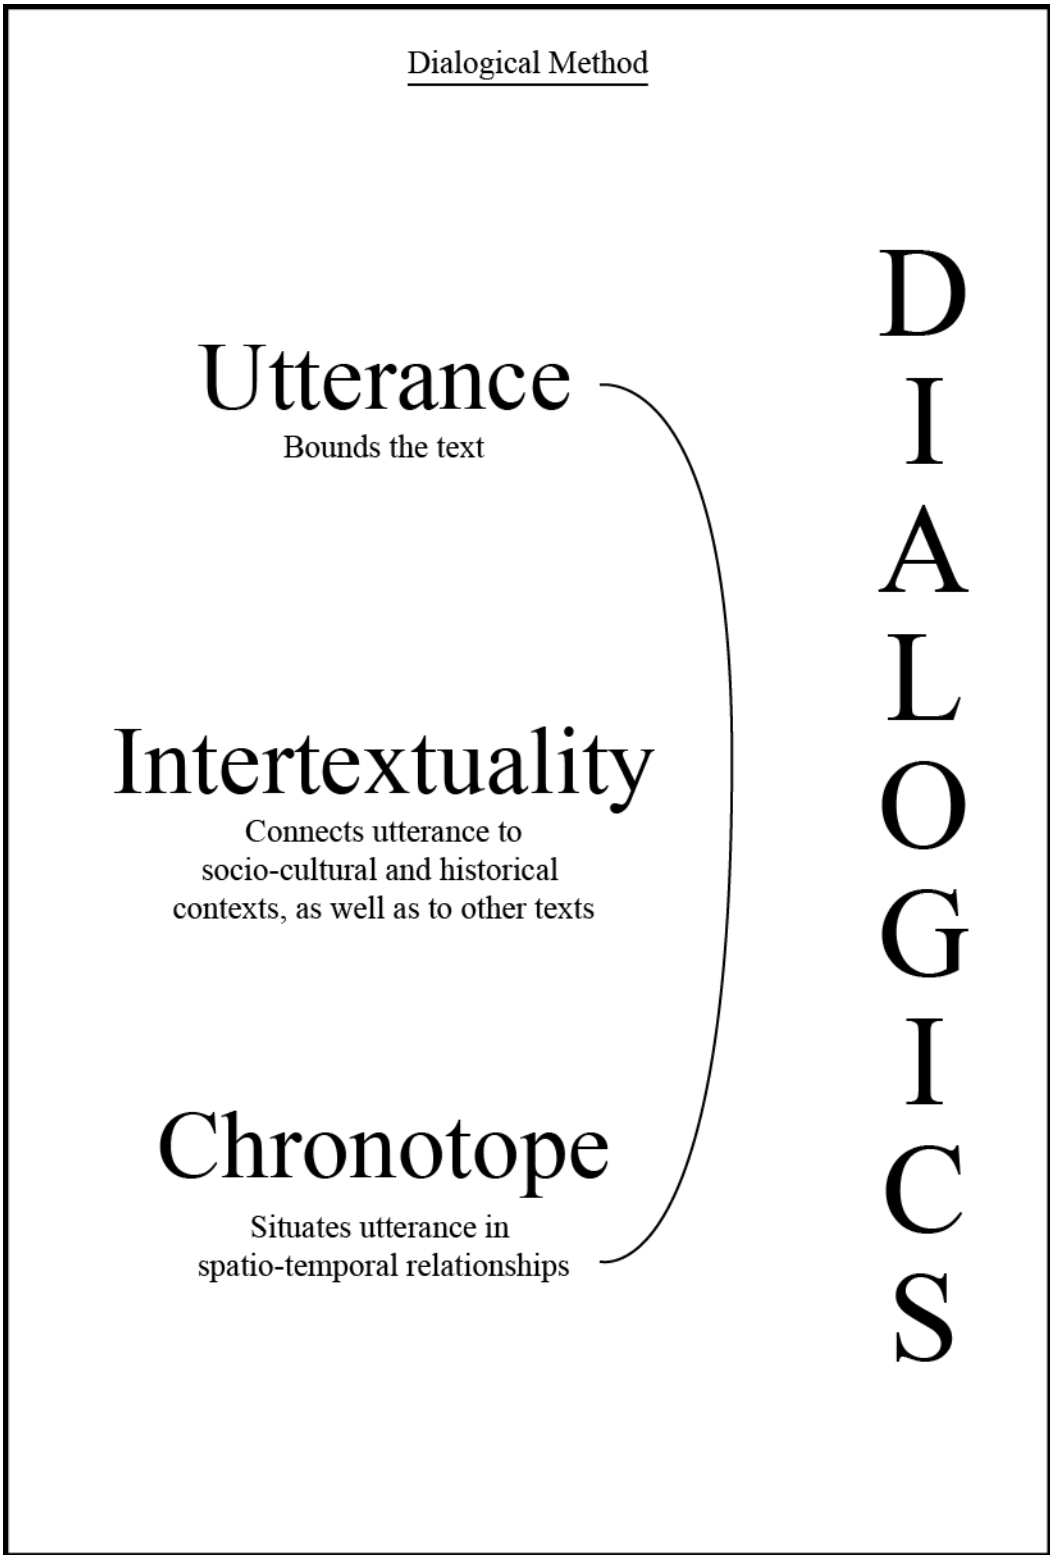 Dialogical Method
Utterance
Bounds the text
Intertextuality
Connects utterance to
socio-cultural and historical
contexts, as well as to other texts
Chronotope
Situates utterance in
spatio-temporal relationships
D
I
A
L
O
G
I
C
S